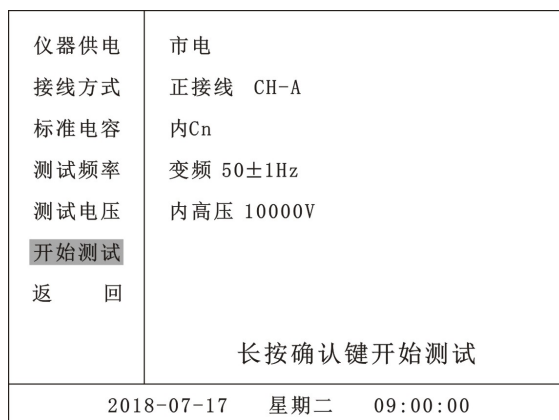 仪器供电 市电
接线方式 正接线 CH-A
标准电容 内Cn
测试频率 变频 50±1Hz
测试电压 内高压 10000V
开始测试
返 回
长按确认键开始测试
2018-07-17 星期二 09:00:00